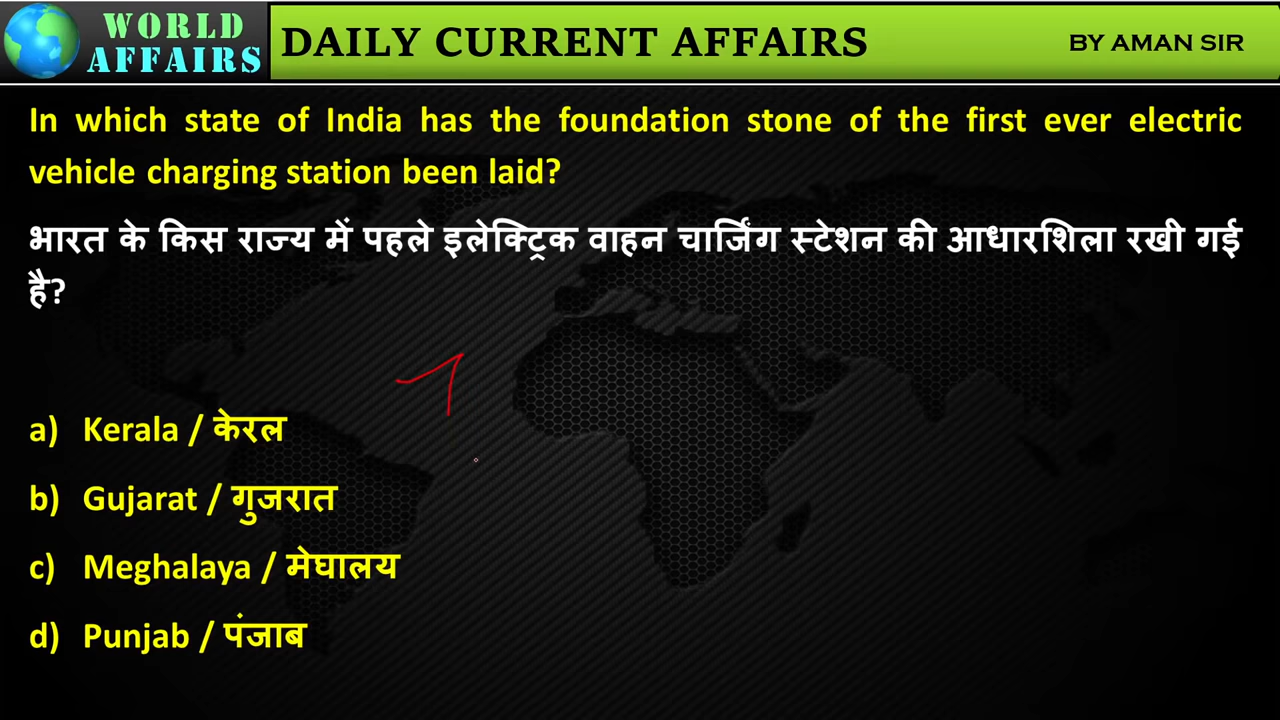 WORLD
AFFAIRS
DAILY CURRENT AFFAIRS
BY AMAN SIR
In which state of India has the foundation stone of the first ever electric
vehicle charging station been laid?
भारत के किस राज्य में पहले इलेक्ट्रिक वाहन चार्जिंग स्टेशन की आधारशिला रखी गई
है?
a) Kerala / केरल
b) Gujarat / गुजरात
c) Meghalaya / मेघालय
d) Punjab / पंजाब